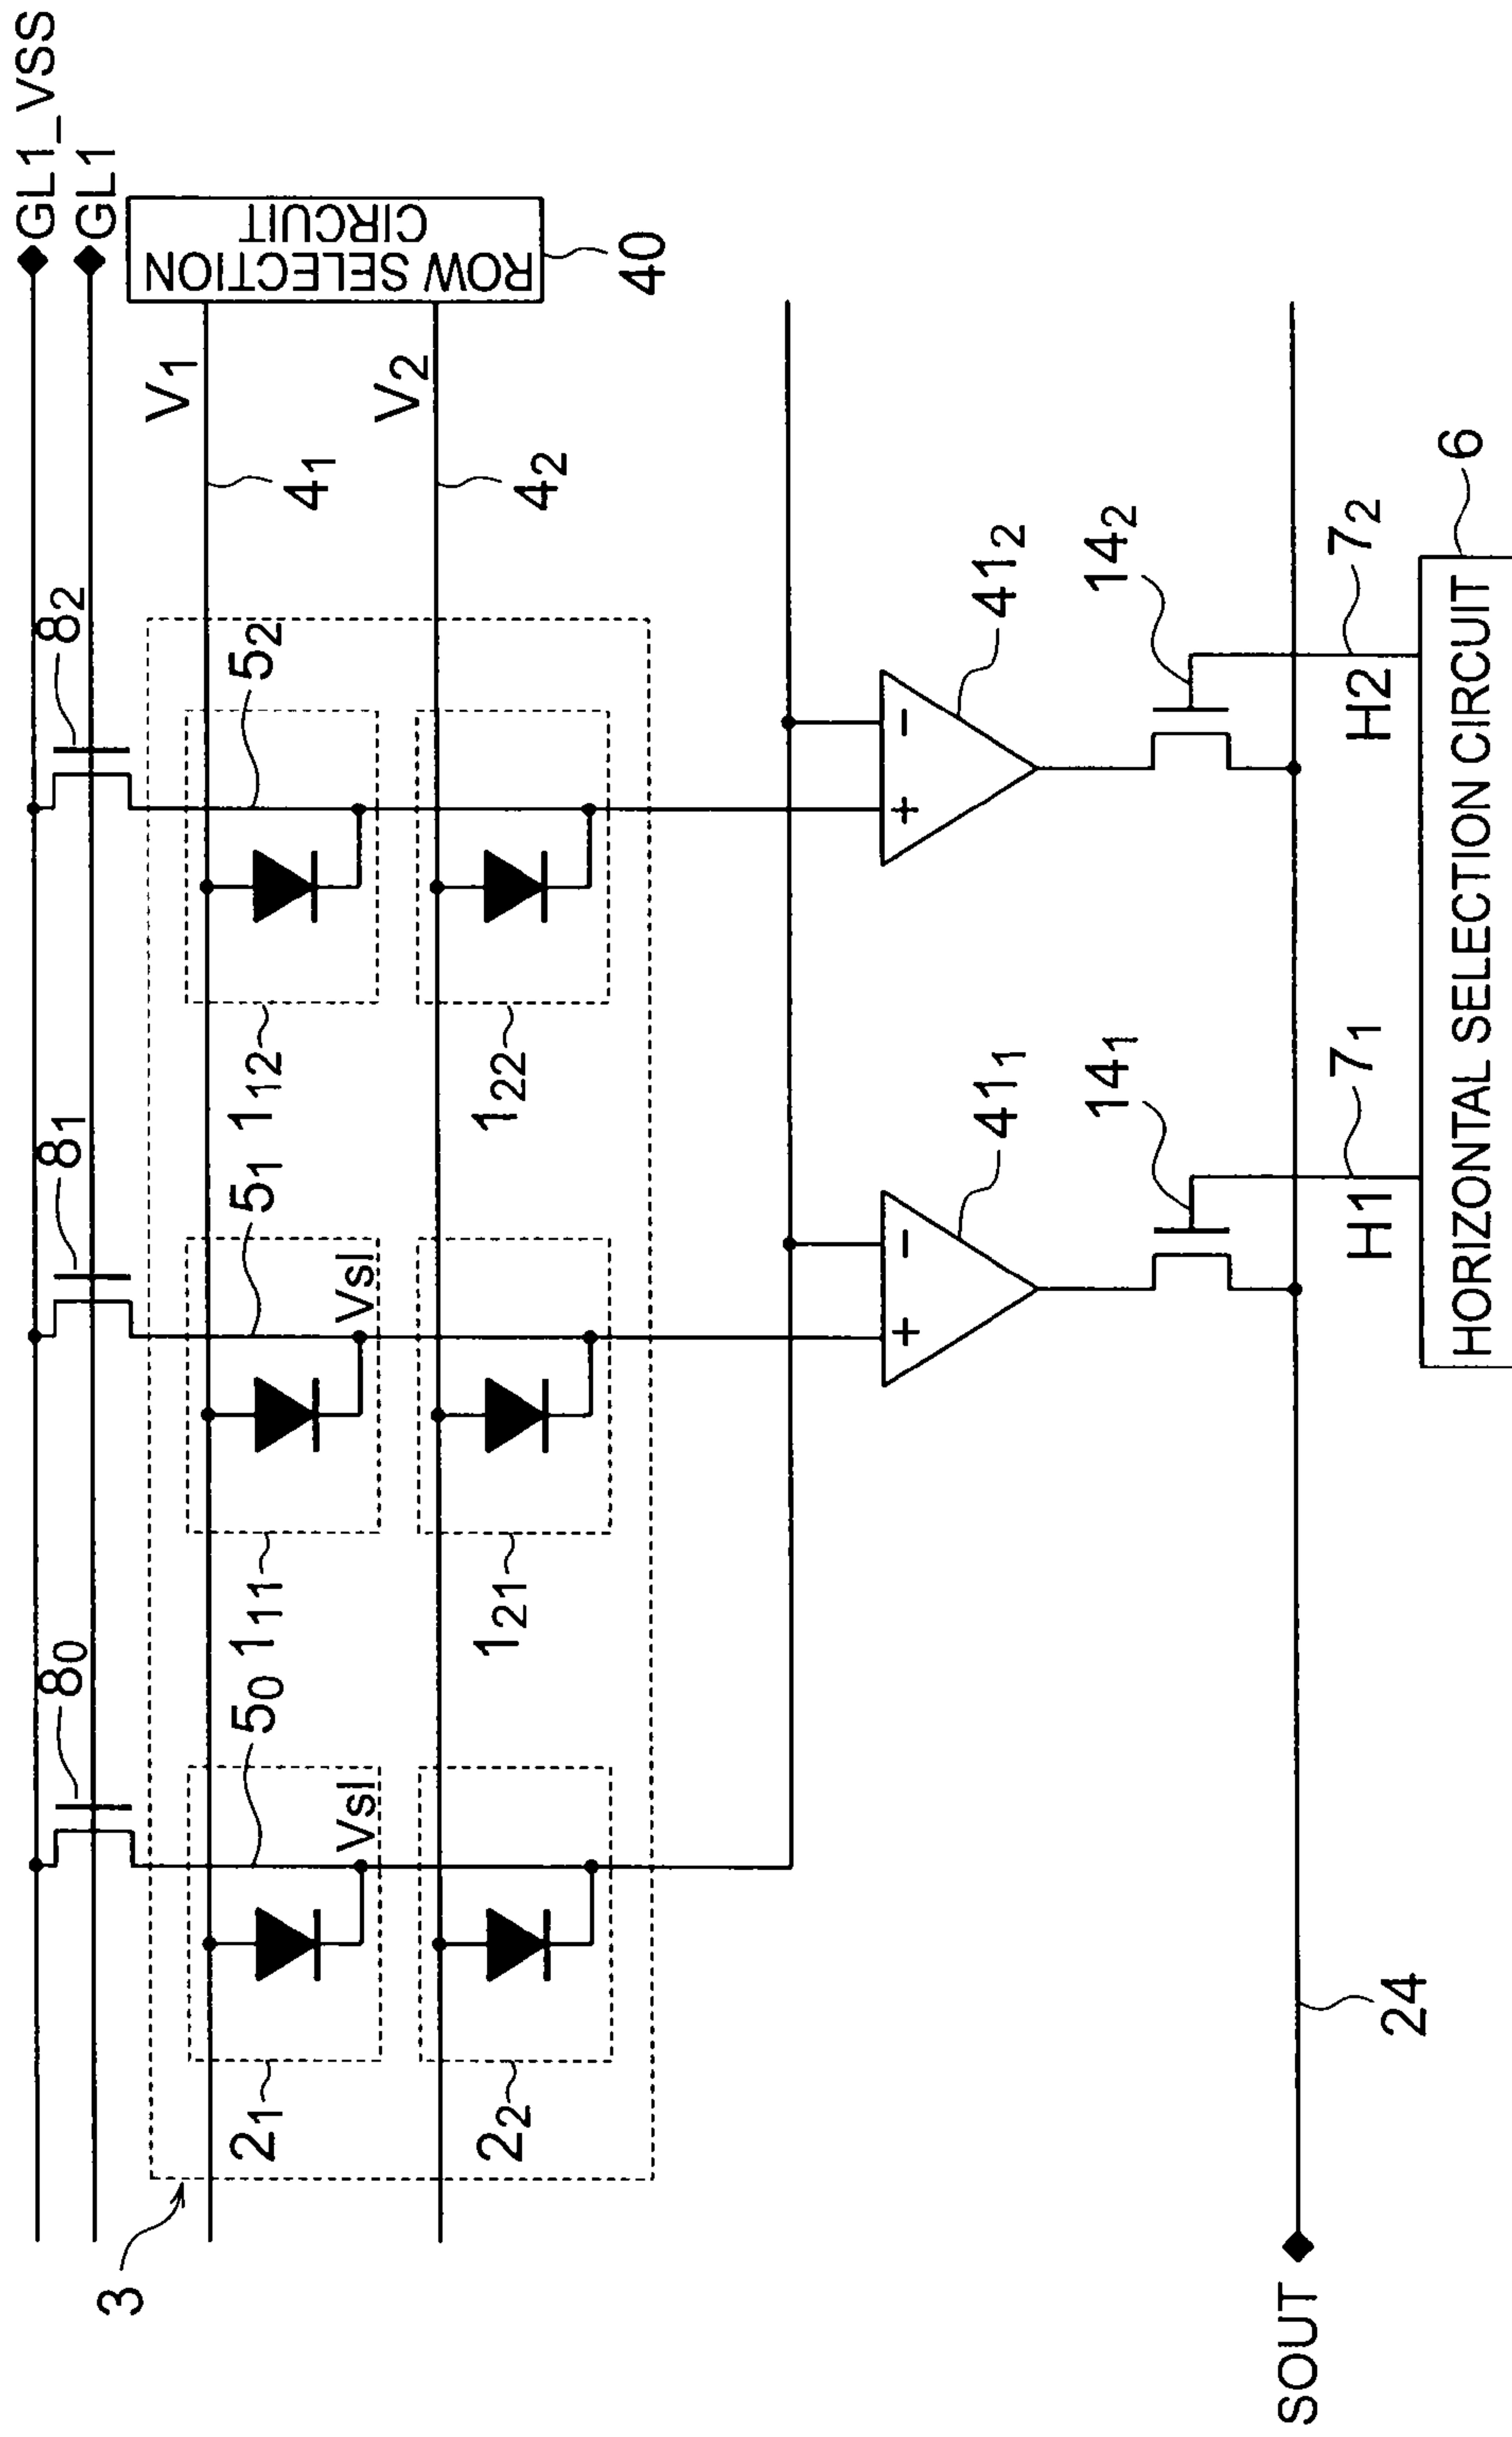 GL1_VSS
GL1
ROW SELECTION
CIRCUIT
40
V1
V2
41
42
82
52
112
122
81
51
Vsl
111
121
80
50
Vsl
21
22
3
412
142
72
H2
6
411
141
71
H1
HORIZONTAL SELECTION CIRCUIT
24
SOUT